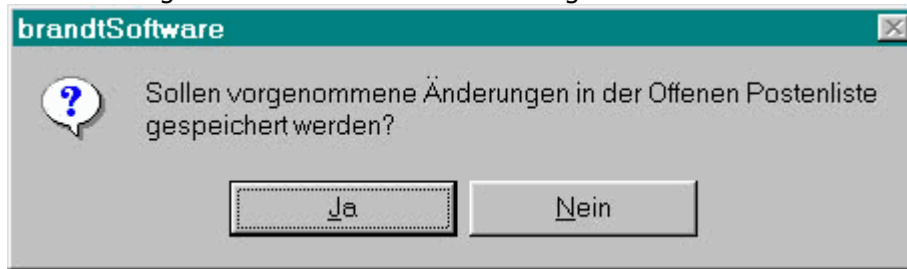 brandtSoftware
Sollen vorgenommene Änderungen in der Offenen Postenliste
gespeichert werden?
Ja
Nein